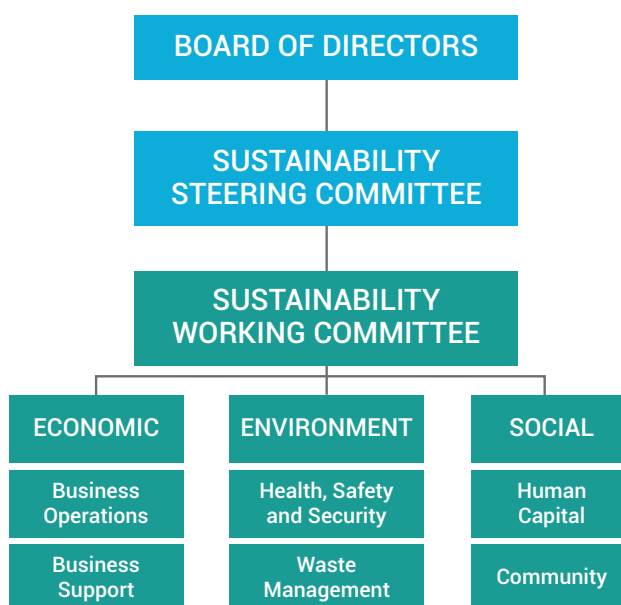 BOARD OF DIRECTORS
SUSTAINABILITY
STEERING COMMITTEE
SUSTAINABILITY
WORKING COMMITTEE
ECONOMIC
Business
Operations
Business
Support
ENVIRONMENT
Health, Safety
and Security
Waste
Management
SOCIAL
Human
Capital
Community